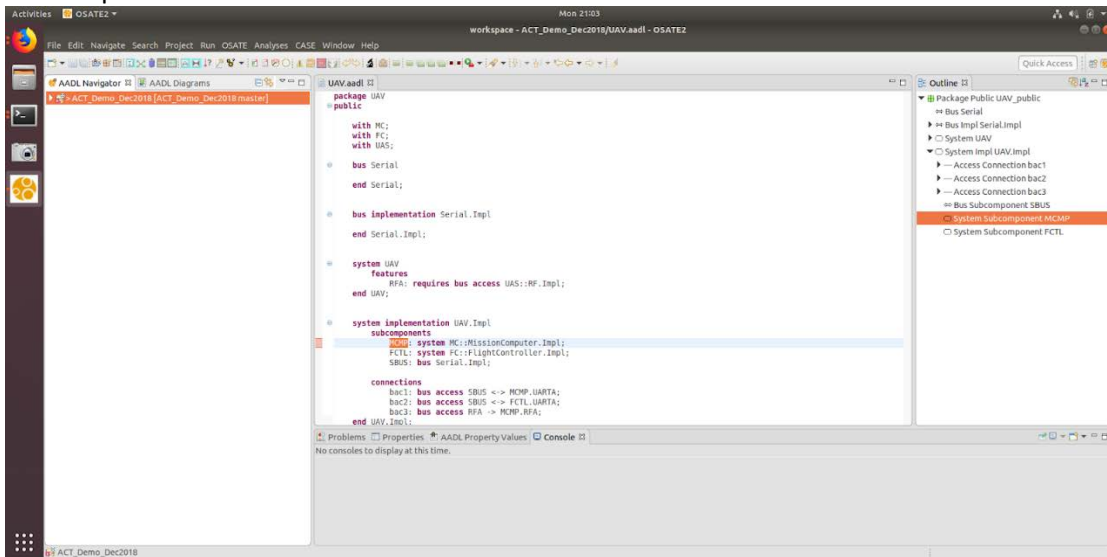 Activities
OSATE2
Mon 21:03
workspace - ACT_Demo_Dec2018/UAV.aadl - OSATE2
File Edit Navigate Search Project Run OSATE Analyses CASE Window Help
Quick Access
AADL Navigator
AADL Diagrams
> ACT_Demo_Dec2018 [ACT_Demo_Dec2018 master]
UAV.aadl
package UAV
public
with MC;
with FC;
with UAS;
bus Serial
end Serial;
bus implementation Serial.Impl
end Serial.Impl;
system UAV
features
RFA: requires bus access UAS::RF.Impl;
end UAV;
system implementation UAV.Impl
subcomponents
MCMP: system MC::MissionComputer.Impl;
FCTL: system FC::FlightController.Impl;
SBUS: bus Serial.Impl;
connections
bac1: bus access SBUS <-> MCMP.UARTA;
bac2: bus access SBUS <-> FCTL.UARTA;
bac3: bus access RFA -> MCMP.RFA;
end UAV.Impl;
Outline
Package Public UAV_public
Bus Serial
Bus Impl Serial.Impl
System UAV
System Impl UAV.Impl
Access Connection bac1
Access Connection bac2
Access Connection bac3
Bus Subcomponent SBUS
System Subcomponent MCMP
System Subcomponent FCTL
Problems
Properties
AADL Property Values
Console
No consoles to display at this time.
ACT_Demo_Dec2018